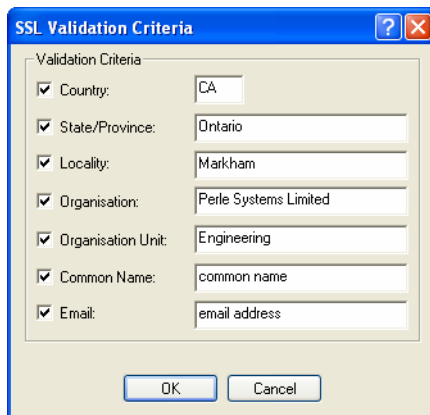 SSL Validation Criteria
Validation Criteria
Country: CA
State/Province: Ontario
Locality: Markham
Organisation: Perle Systems Limited
Organisation Unit: Engineering
Common Name: common name
Email: email address
OK Cancel